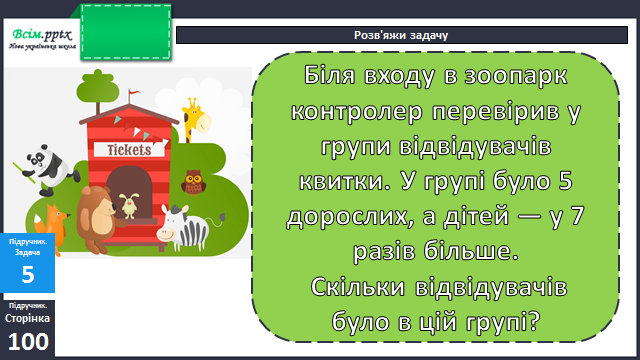 Всім.pptx
Нова українська школа
Розв'яжи задачу
Біля входу в зоопарк
контролер перевірив у
групи відвідувачів
квитки. У групі було 5
дорослих, а дітей — у 7
разів більше.
Скільки відвідувачів
було в цій групі?
Tickets
Підручник.
Задача
5
Підручник.
Сторінка
100